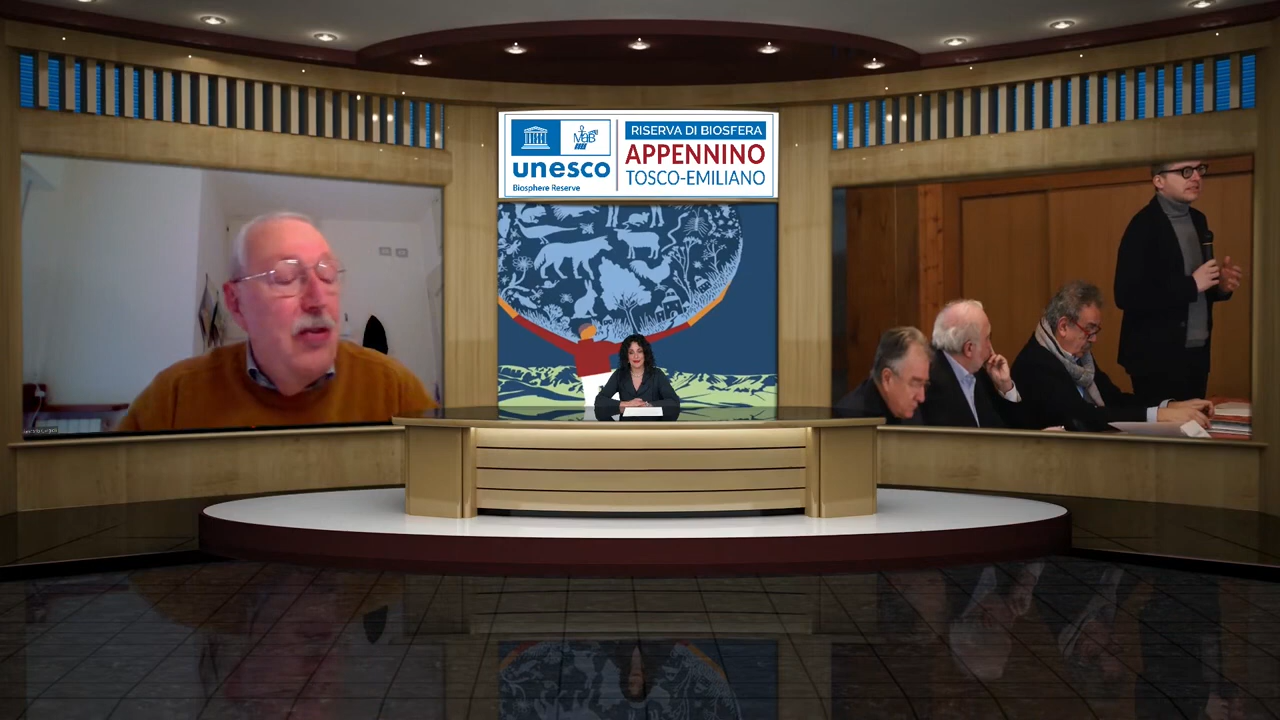 unesco
Biosphere Reserve
MaB
RISERVA DI BIOSFERA
APPENNINO
TOSCO-EMILIANO